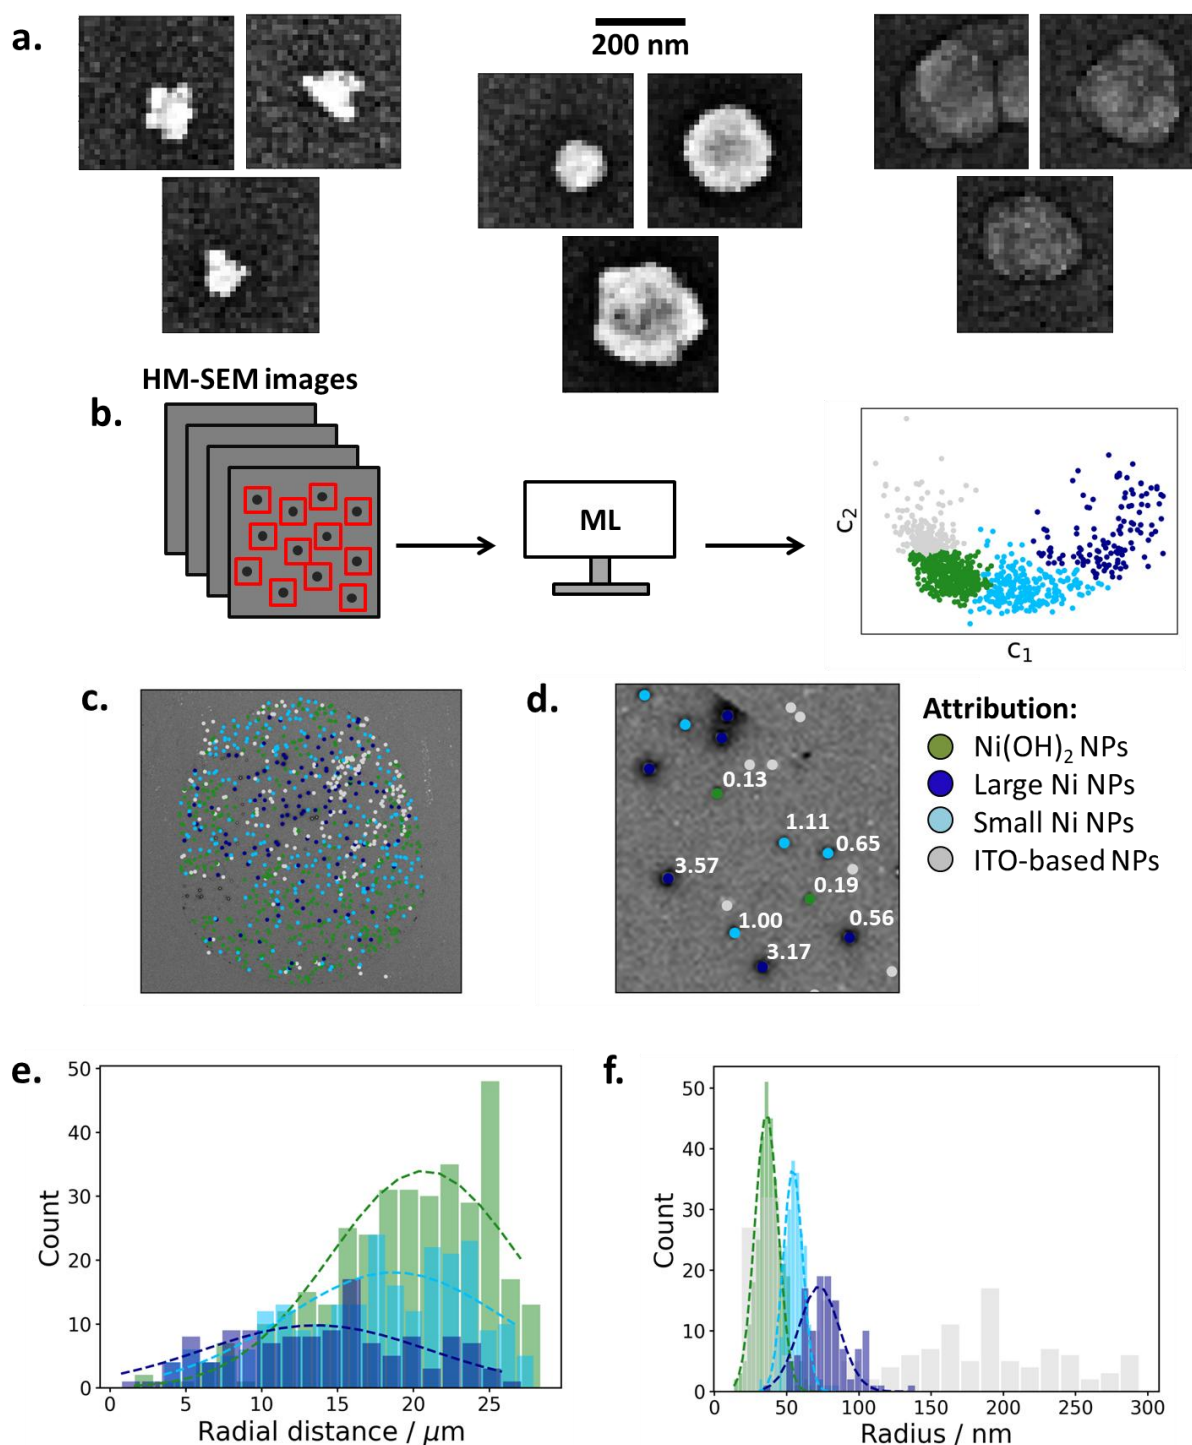 a.
200 nm
HM-SEM images
b.
ML
c₂
c₁
c.
d.
0.13
1.11
0.65
3.57
0.19
1.00
0.56
3.17
Attribution:
Ni(OH)₂ NPs
Large Ni NPs
Small Ni NPs
ITO-based NPs
e.
50
40
30
20
10
0
Count
0 5 10 15 20 25
Radial distance / μm
f.
50
40
30
20
10
0
Count
0 50 100 150 200 250 300
Radius / nm